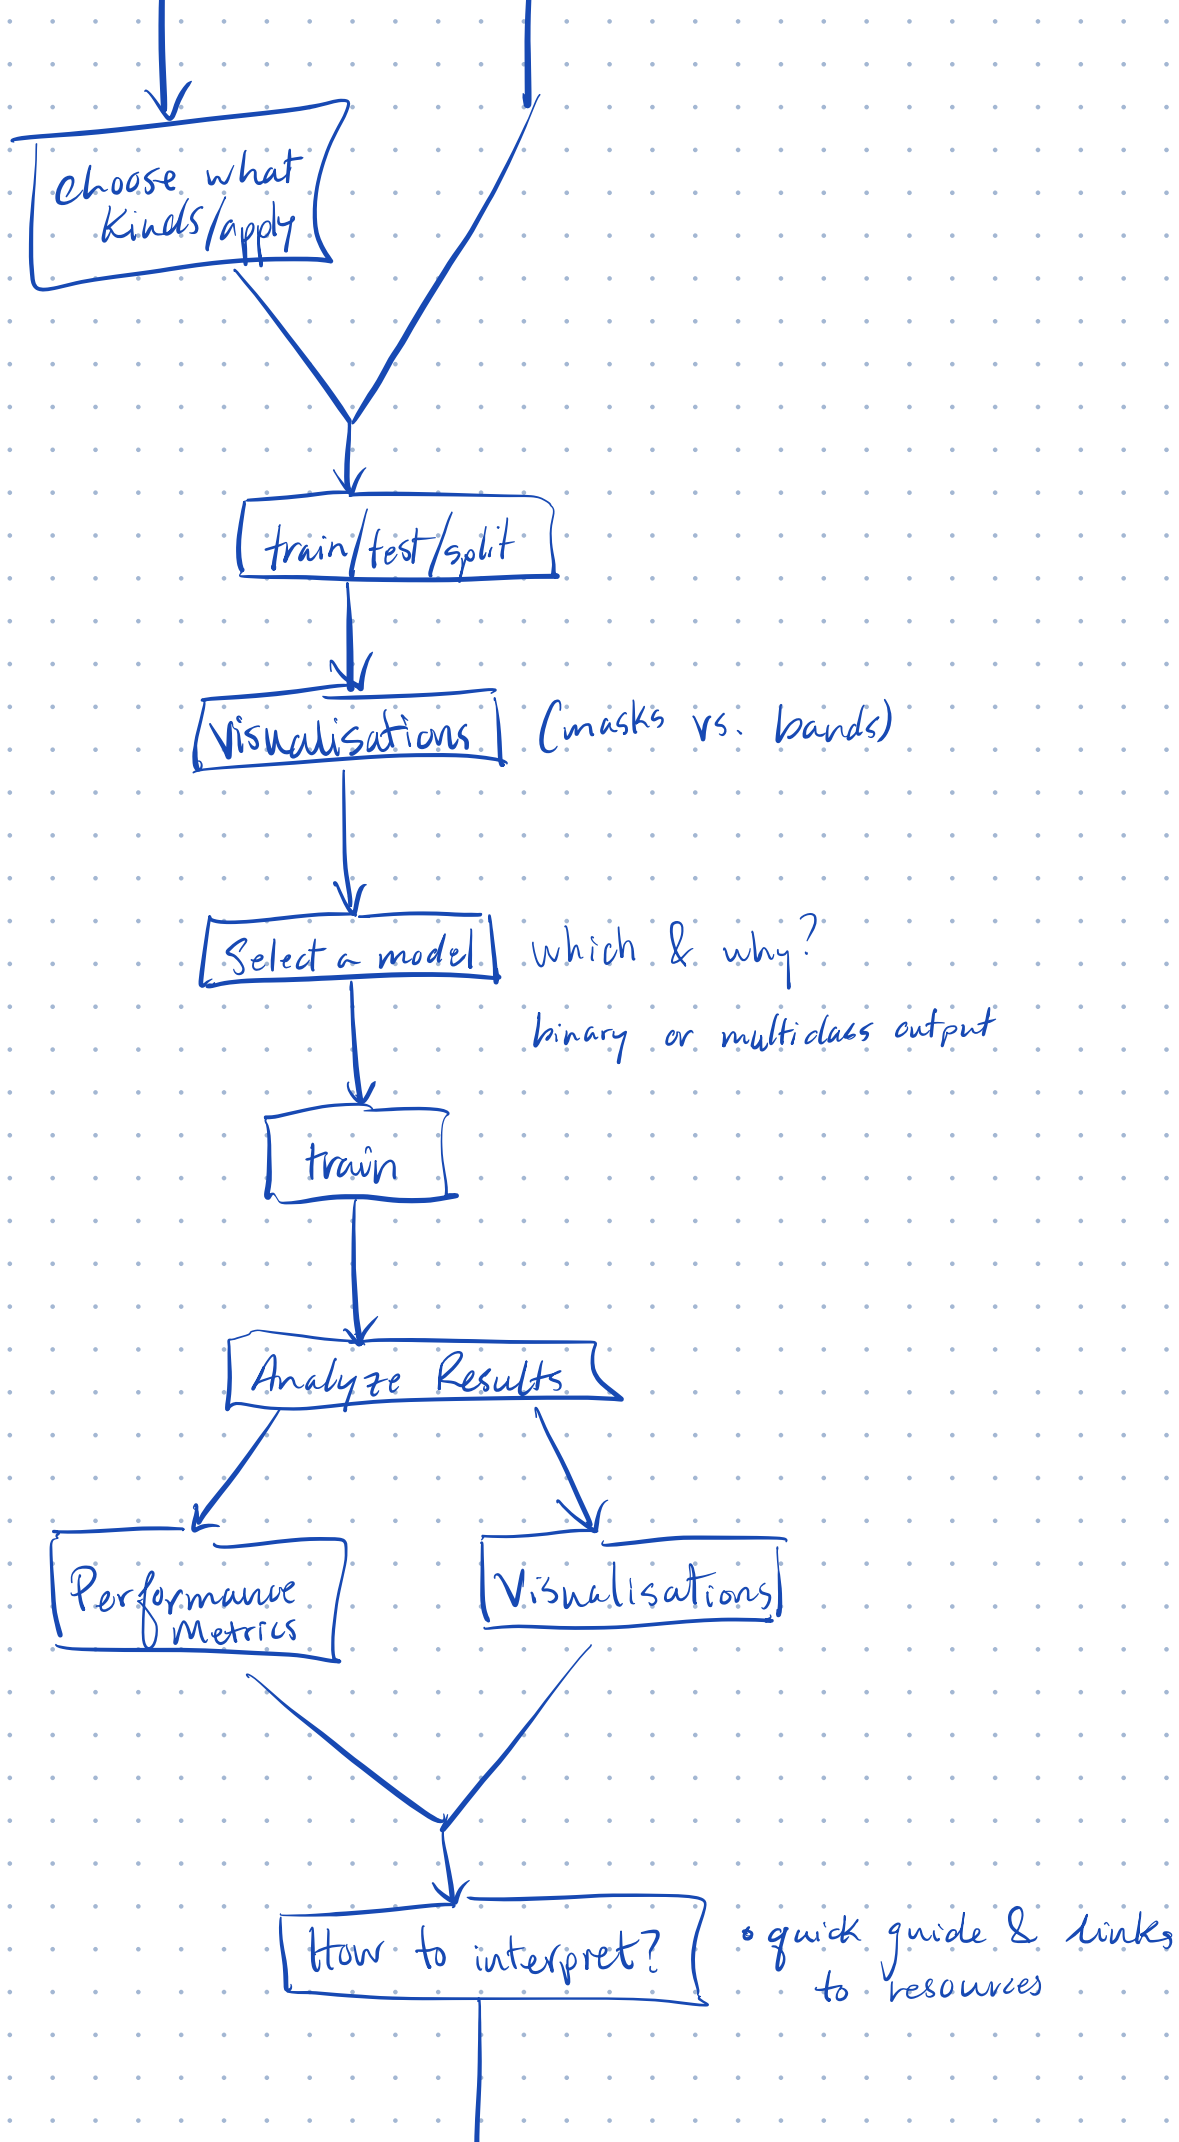 choose what
kinds/apply
train/test/split
Visualisations (masks vs. bands)
Select a model which & why?
binary or multiclass output
train
Analyze Results
Performance
Metrics
Visualisations
How to interpret? • quick guide & links
to resources